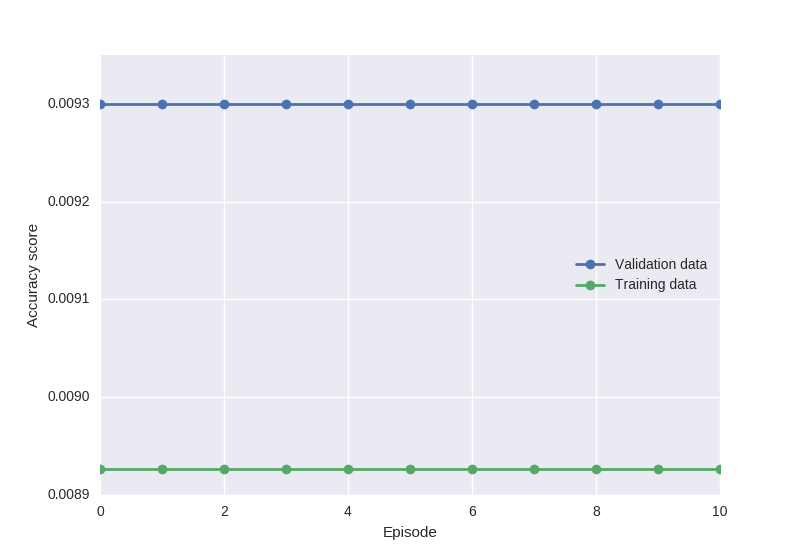 0.0093
0.0092
0.0091
0.0090
0.0089
Accuracy score
Validation data
Training data
0 2 4 6 8 10
Episode